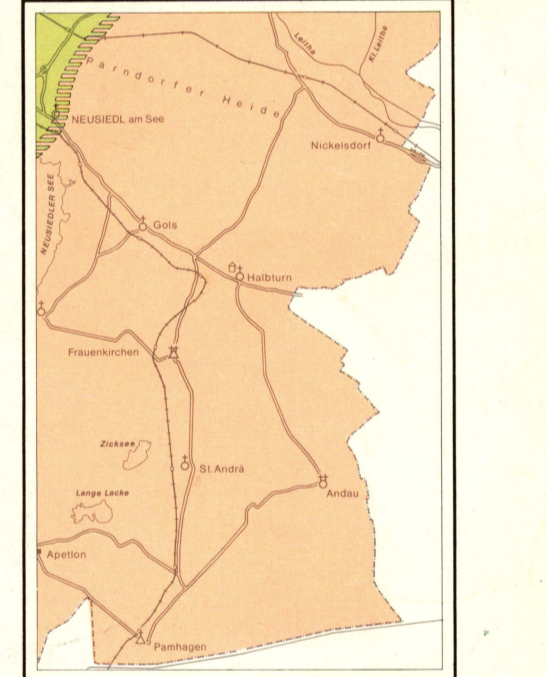 Leitha
Kl. Leitha
Parndorfer Heide
NEUSIEDL am See
Nickelsdorf
NEUSIEDLER SEE
Gols
Halbturn
Frauenkirchen
Zicksee
St. Andrä
Lange Lacke
Andau
Apetlon
Pamhagen